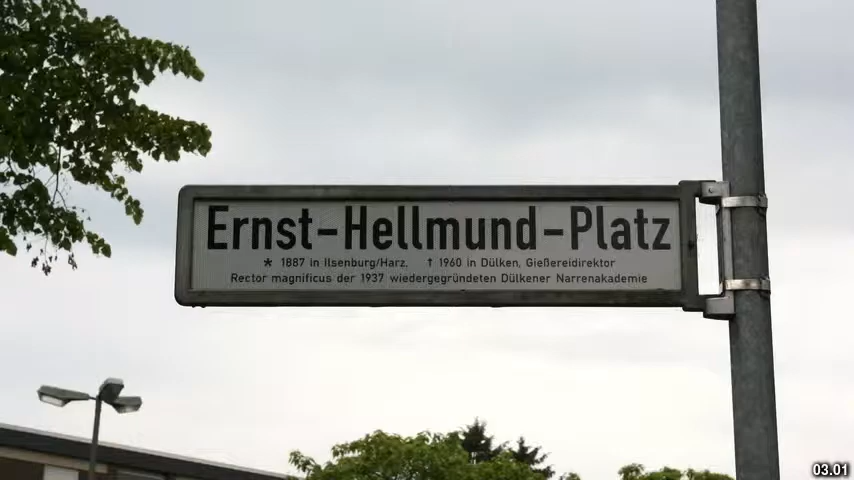 Ernst-Hellmund-Platz
* 1887 in Ilsenburg/Harz. † 1960 in Dülken, Gießereidirektor
Rector magnificus der 1937 wiedergegründeten Dülkener Narrenakademie
03.01